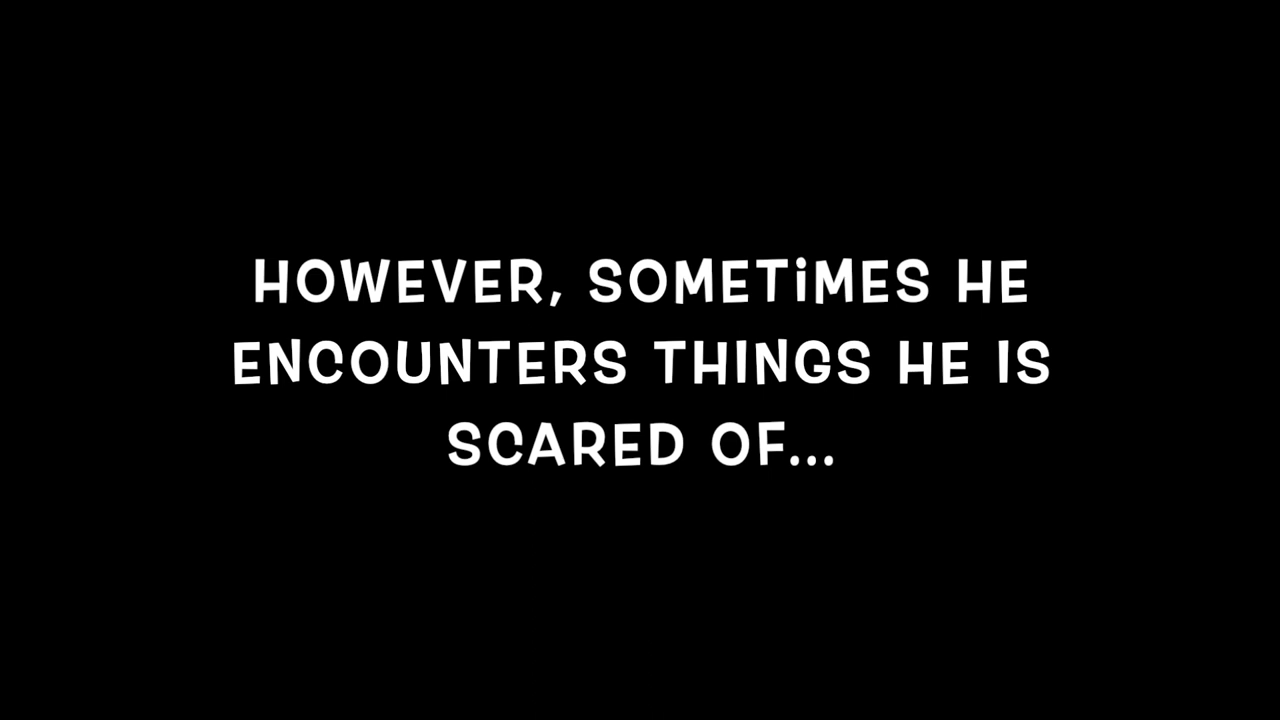 HOWEVER, SOMETiMES HE
ENCOUNTERS THINGS HE IS
SCARED OF...